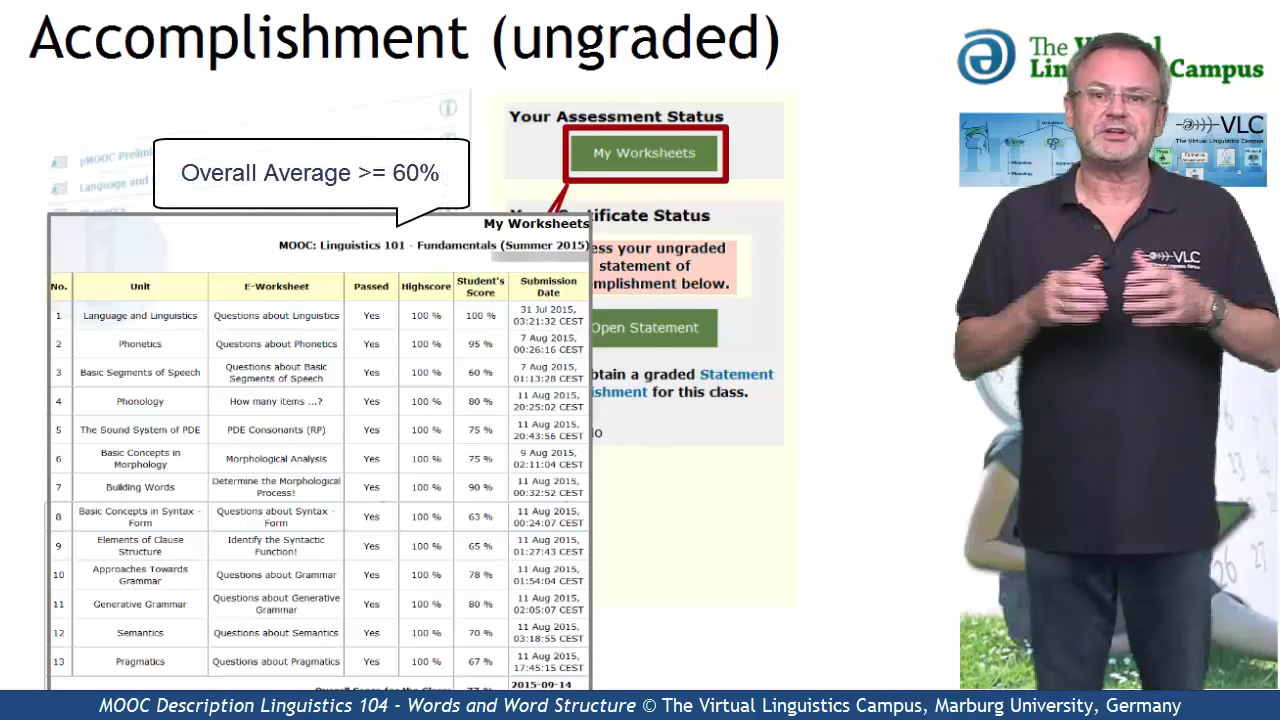 Accomplishment (ungraded)
The Virtual
Campus
VLC
The Virtual Linguistics Campus
Your Assessment Status
My Worksheets
Overall Average >= 60%
Certificate Status
ungraded
statement of
below.
Open Statement
a graded Statement
for this class.
My Worksheets
MOOC: Linguistics 101 - Fundamentals (Summer 2015)
No. Unit E-Worksheet Passed Highscore Student's Score Submission Date
1 Language and Linguistics Questions about Linguistics Yes 100 % 100 % 31 Jul 2015, 03:21:32 CEST
2 Phonetics Questions about Phonetics Yes 100 % 95 % 7 Aug 2015, 00:26:16 CEST
3 Basic Segments of Speech Questions about Basic Segments of Speech Yes 100 % 60 % 7 Aug 2015, 01:13:28 CEST
4 Phonology How many items ...? Yes 100 % 80 % 11 Aug 2015, 20:25:02 CEST
5 The Sound System of PDE PDE Consonants (RP) Yes 100 % 75 % 11 Aug 2015, 20:43:56 CEST
6 Basic Concepts in Morphology Morphological Analysis Yes 100 % 75 % 9 Aug 2015, 02:11:04 CEST
7 Building Words Determine the Morphological Process! Yes 100 % 90 % 11 Aug 2015, 00:32:52 CEST
8 Basic Concepts in Syntax - Form Questions about Syntax - Form Yes 100 % 63 % 11 Aug 2015, 00:24:07 CEST
9 Elements of Clause Structure Identify the Syntactic Function! Yes 100 % 65 % 11 Aug 2015, 01:27:43 CEST
10 Approaches Towards Grammar Questions about Grammar Yes 100 % 78 % 11 Aug 2015, 01:54:04 CEST
11 Generative Grammar Questions about Generative Grammar Yes 100 % 80 % 11 Aug 2015, 02:05:07 CEST
12 Semantics Questions about Semantics Yes 100 % 70 % 11 Aug 2015, 03:18:55 CEST
13 Pragmatics Questions about Pragmatics Yes 100 % 67 % 11 Aug 2015, 17:45:15 CEST
2015-09-14
VLC
MOOC Description Linguistics 104 - Words and Word Structure © The Virtual Linguistics Campus, Marburg University, Germany